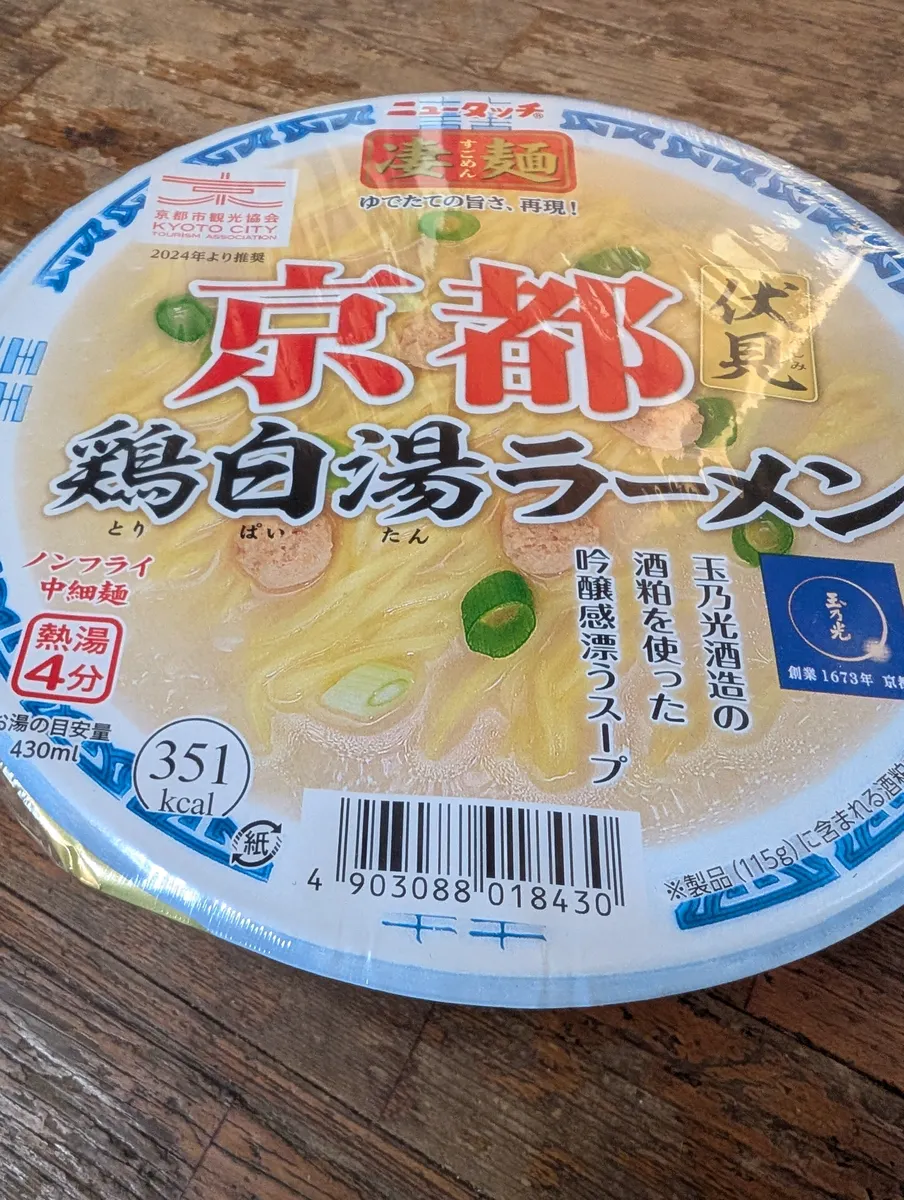 ニュータッチ®
凄麺
すごめん
ゆでたての旨さ、再現!
京都市観光協会
KYOTO CITY
TOURISM ASSOCIATION
2024年より推奨
京都
伏見
鶏白湯ラーメン
とり ぱい たん
ノンフライ
中細麺
熱湯
4分
お湯の目安量
430ml
351
kcal
紙
玉乃光酒造の
酒粕を使った
吟醸感漂うスープ
玉乃光
創業1673年 京都
4 903088 018430
※製品(115g)に含まれる酒粕